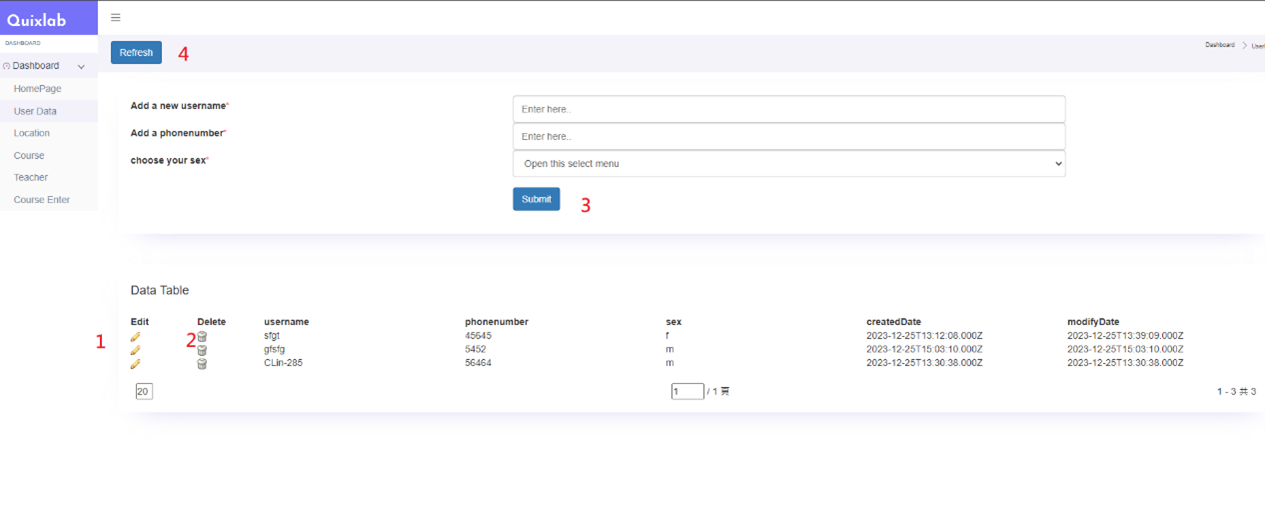 Quixlab
DASHBOARD
Refresh 4
Dashboard > User
Dashboard
HomePage
User Data
Location
Course
Teacher
Course Enter
Add a new username*
Enter here..
Add a phonenumber*
Enter here..
choose your sex*
Open this select menu
Submit 3
Data Table
Edit Delete username phonenumber sex createdDate modifyDate
1 2 sfgt 45645 f 2023-12-25T13:12:08.000Z 2023-12-25T13:39:09.000Z
gfsfg 5452 m 2023-12-25T15:03:10.000Z 2023-12-25T15:03:10.000Z
CLin-285 56464 m 2023-12-25T13:30:38.000Z 2023-12-25T13:30:38.000Z
20 1 / 1 頁 1 - 3 共 3